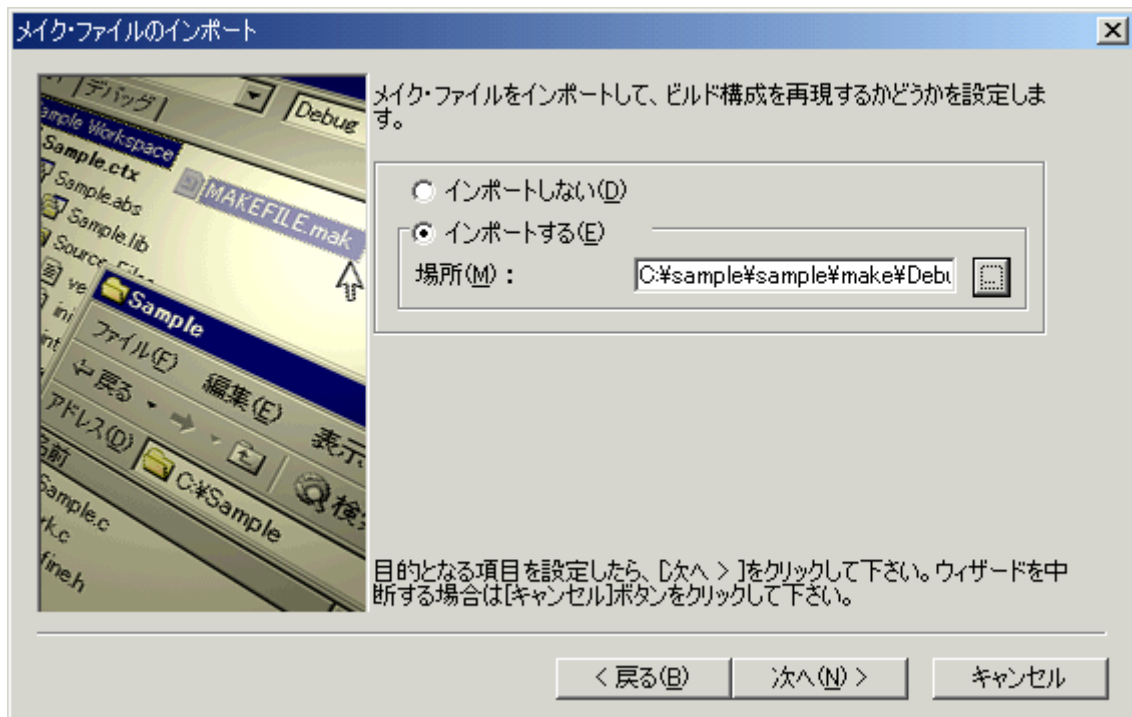 メイク・ファイルのインポート
デバッグ
Debug
Sample Workspace
Sample.ctx
MAKEFILE.mak
Sample.abs
Sample.lib
Source
Sample
ファイル(F) 編集(E) 表示
戻る
アドレス(D) C:¥Sample
名前
Sample.c
fine.h
メイク・ファイルをインポートして、ビルド構成を再現するかどうかを設定しま
す。
インポートしない(D)
インポートする(E)
場所(M) : C:¥sample¥sample¥make¥Debu
...
目的となる項目を設定したら、[次へ > ]をクリックして下さい。ウィザードを中
断する場合は[キャンセル]ボタンをクリックして下さい。
< 戻る(B) 次へ(N) > キャンセル